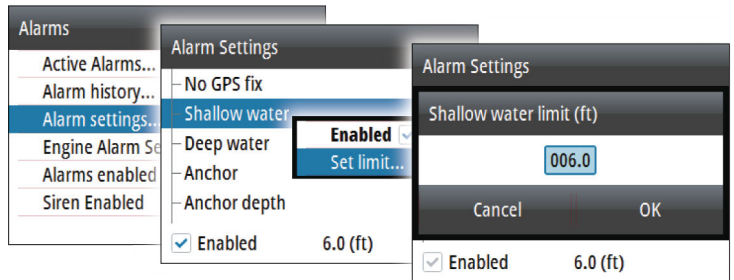 Alarms
Active Alarms...
Alarm history...
Alarm settings...
Engine Alarm Se
Alarms enabled
Siren Enabled
Alarm Settings
No GPS fix
Shallow water
Deep water
Anchor
Anchor depth
Enabled 6.0 (ft)
Enabled
Set limit...
Alarm Settings
Shallow water limit (ft)
006.0
Cancel OK
Enabled 6.0 (ft)